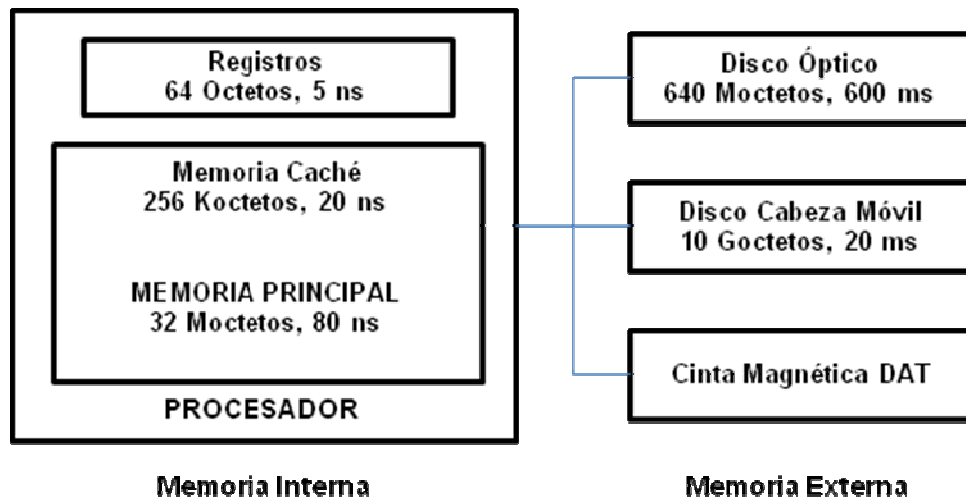 Registros
64 Octetos, 5 ns
Memoria Caché
256 Koctetos, 20 ns
MEMORIA PRINCIPAL
32 Moctetos, 80 ns
PROCESADOR
Memoria Interna
Disco Óptico
640 Moctetos, 600 ms
Disco Cabeza Móvil
10 Goctetos, 20 ms
Cinta Magnética DAT
Memoria Externa